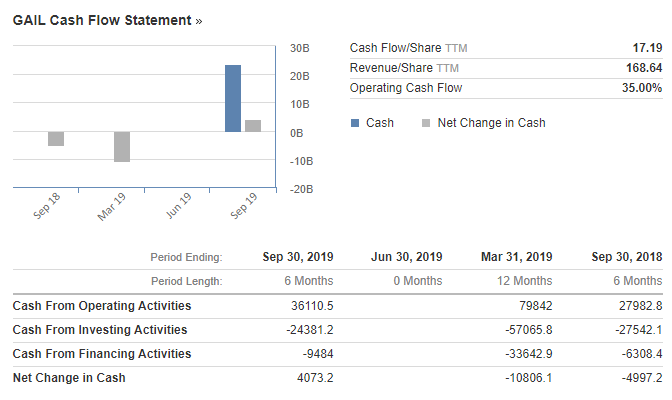 GAIL Cash Flow Statement »
30B
20B
10B
0B
-10B
-20B
Sep 18
Mar 19
Jun 19
Sep 19
Cash Flow/Share TTM 17.19
Revenue/Share TTM 168.64
Operating Cash Flow 35.00%
Cash Net Change in Cash
Period Ending: Sep 30, 2019 Jun 30, 2019 Mar 31, 2019 Sep 30, 2018
Period Length: 6 Months 0 Months 12 Months 6 Months
Cash From Operating Activities 36110.5 79842 27982.8
Cash From Investing Activities -24381.2 -57065.8 -27542.1
Cash From Financing Activities -9484 -33642.9 -6308.4
Net Change in Cash 4073.2 -10806.1 -4997.2